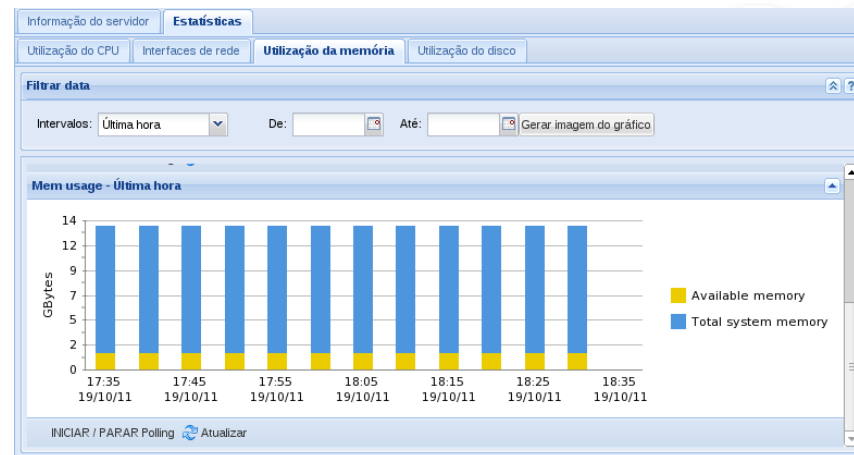 Informação do servidor Estatísticas
Utilização do CPU Interfaces de rede Utilização da memória Utilização do disco
Filtrar data ?
Intervalos: Última hora De: Até: Gerar imagem do gráfico
Mem usage - Última hora
GBytes
14
12
9
7
5
2
0
Available memory
Total system memory
17:35 17:45 17:55 18:05 18:15 18:25 18:35
19/10/11 19/10/11 19/10/11 19/10/11 19/10/11 19/10/11 19/10/11
INICIAR / PARAR Polling Atualizar